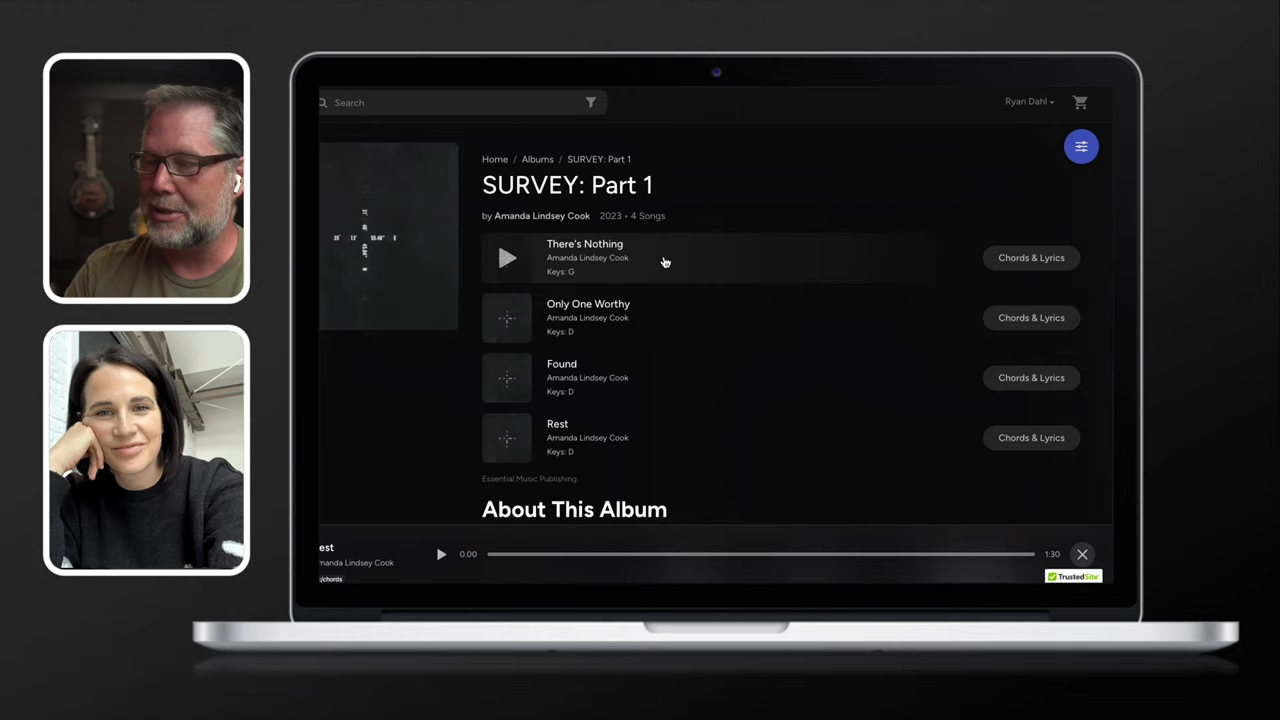 Search
Ryan Dahl
Home / Albums / SURVEY: Part 1
SURVEY: Part 1
by Amanda Lindsey Cook 2023 • 4 Songs
There's Nothing
Amanda Lindsey Cook
Keys: G
Chords & Lyrics
Only One Worthy
Amanda Lindsey Cook
Keys: D
Chords & Lyrics
Found
Amanda Lindsey Cook
Keys: D
Chords & Lyrics
Rest
Amanda Lindsey Cook
Keys: D
Chords & Lyrics
Essential Music Publishing
About This Album
est
manda Lindsey Cook
0.00
1:30
/chords
TrustedSite